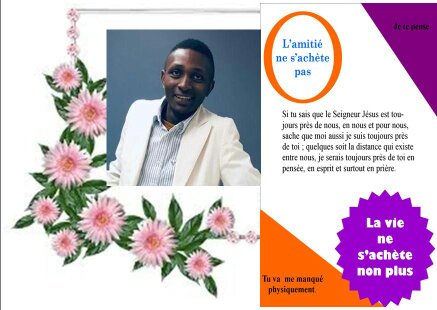 L'amitié
ne s'achète
pas
Je te pense
Si tu sais que le Seigneur Jésus est tou-
jours près de nous, en nous et pour nous,
sache que moi aussi je suis toujours près
de toi ; quelques soit la distance qui existe
entre nous, je serais toujours près de toi en
pensée, en esprit et surtout en prière.
La vie
ne
s'achète
non plus
Tu va me manqué
physiquement.